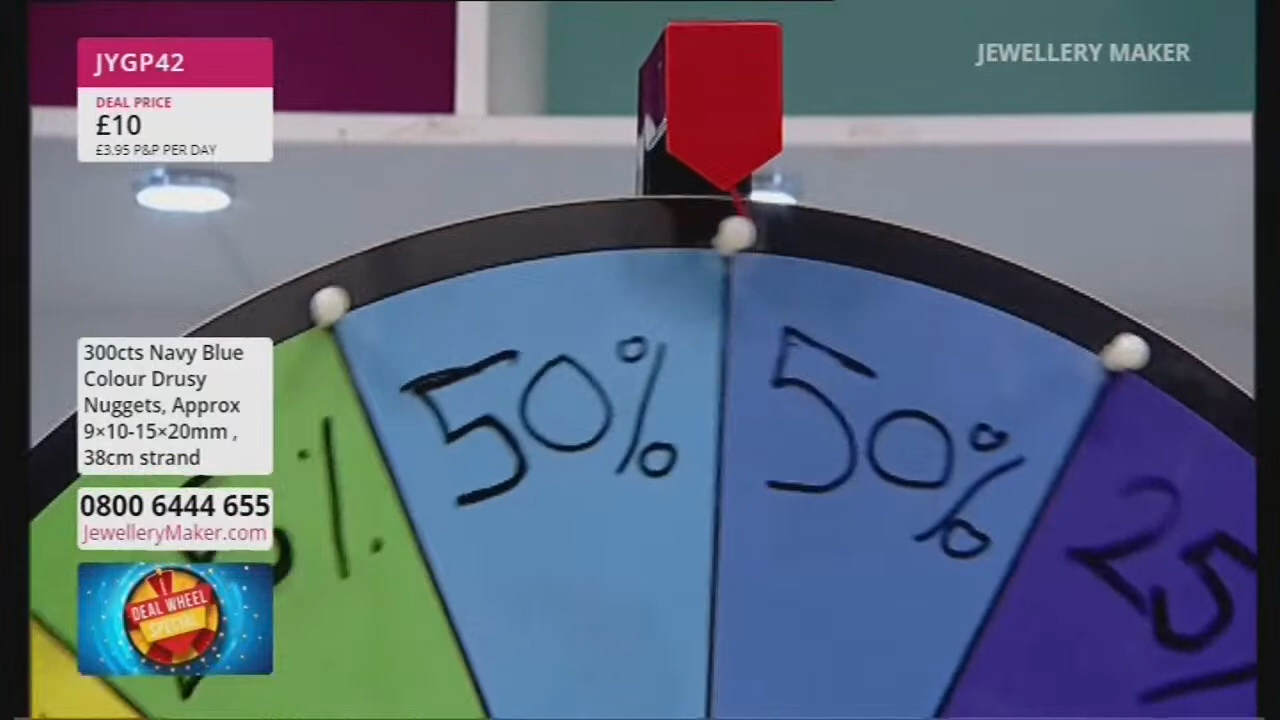 JYGP42
DEAL PRICE
£10
£3.95 P&P PER DAY
JEWELLERY MAKER
300cts Navy Blue
Colour Drusy
Nuggets, Approx
9×10-15×20mm ,
38cm strand
0800 6444 655
JewelleryMaker.com
DEAL WHEEL
SPECIAL
50%
50%
25